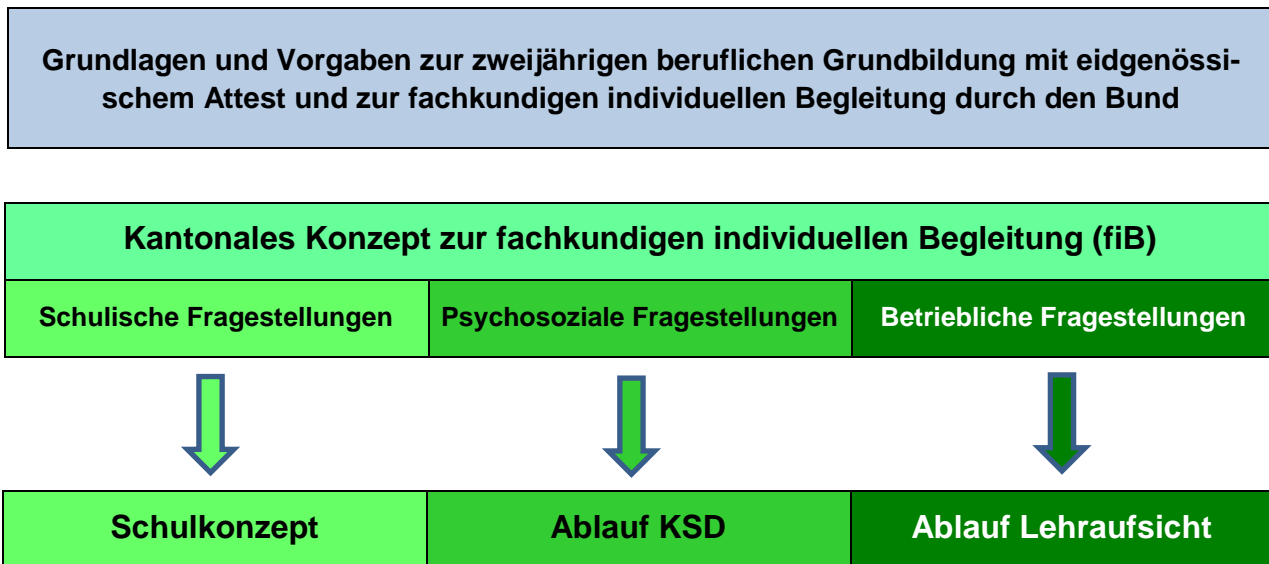 Grundlagen und Vorgaben zur zweijährigen beruflichen Grundbildung mit eidgenössi-
schem Attest und zur fachkundigen individuellen Begleitung durch den Bund
Kantonales Konzept zur fachkundigen individuellen Begleitung (fiB)
Schulische Fragestellungen
Psychosoziale Fragestellungen
Betriebliche Fragestellungen
Schulkonzept
Ablauf KSD
Ablauf Lehraufsicht